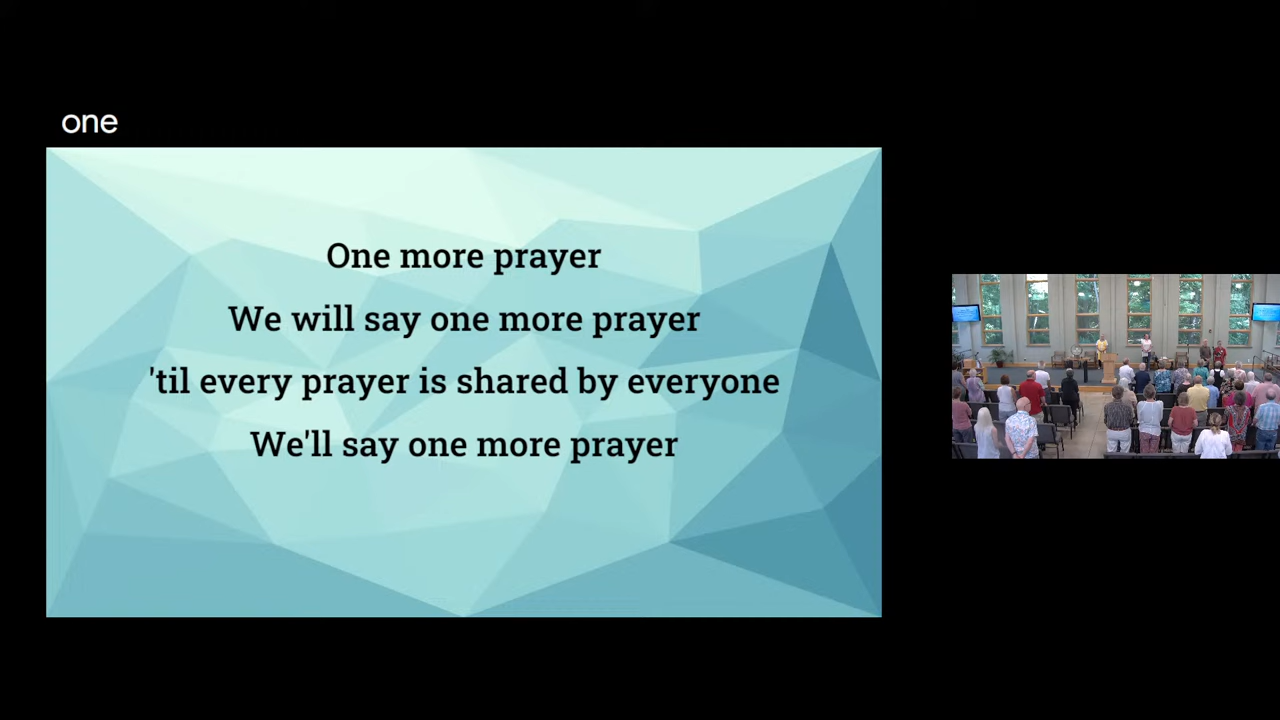 one
One more prayer
We will say one more prayer
'til every prayer is shared by everyone
We'll say one more prayer